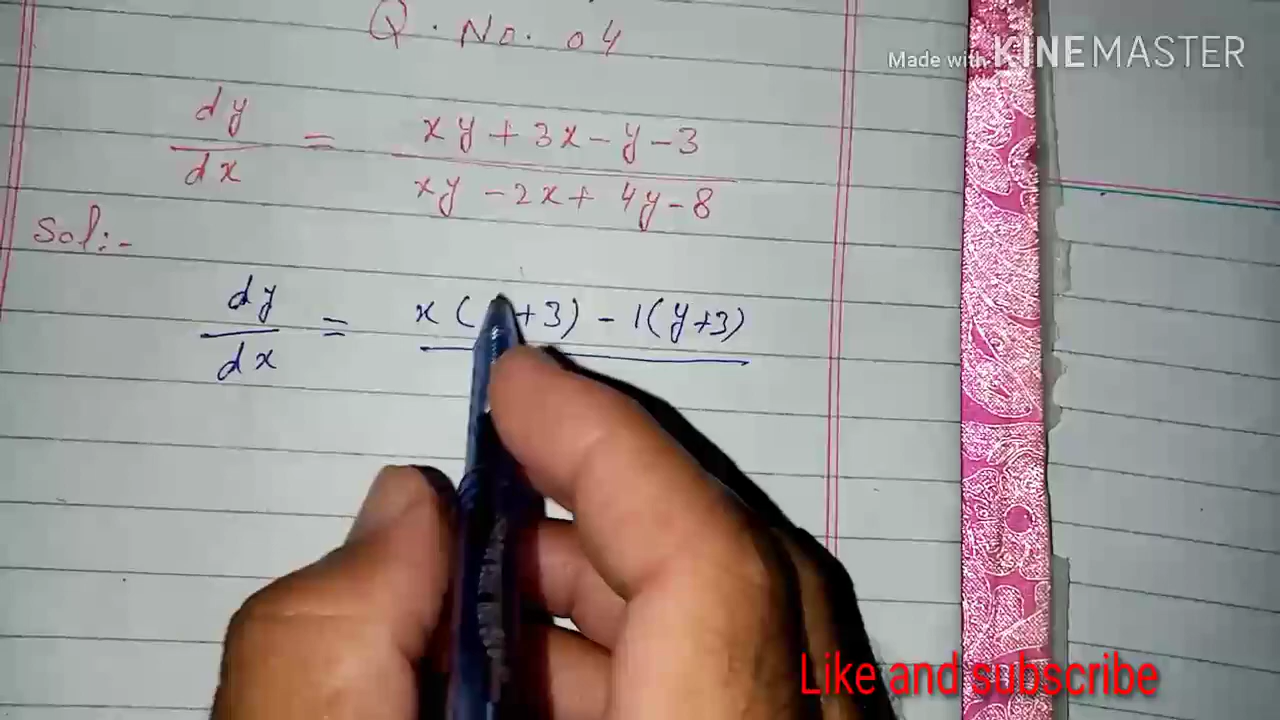 Q. No. 04
Made with KINEMASTER
dy/dx = xy + 3x - y - 3 / xy - 2x + 4y - 8
Sol:-
dy/dx = x( +3) - 1(y+3)
Like and subscribe